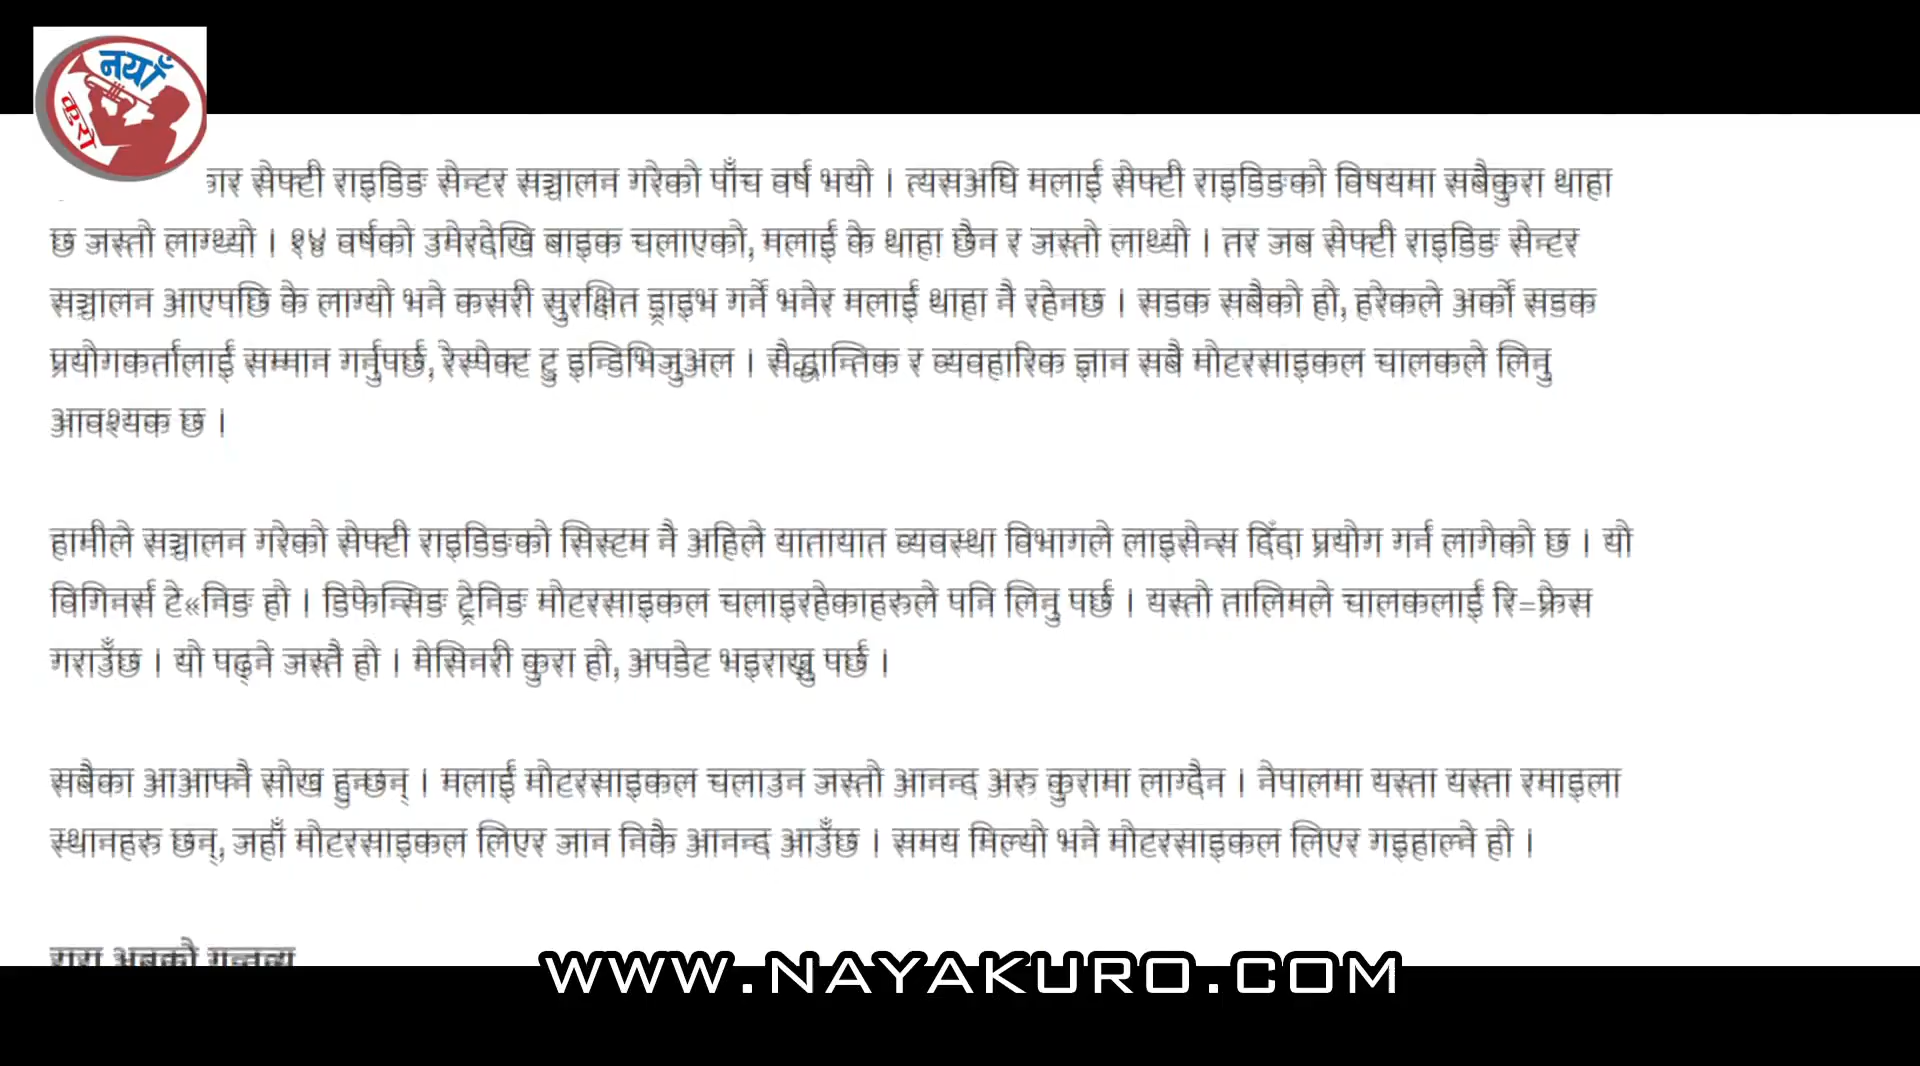 नयाँ
कुरो
सेफ्टी राइडिङ सेन्टर सञ्चालन गरेको पाँच वर्ष भयो । त्यसअघि मलाई सेफ्टी राइडिङको विषयमा सबैकुरा थाहा
छ जस्तो लाग्थ्यो । १४ वर्षको उमेरदेखि बाइक चलाएको, मलाई के थाहा छैन र जस्तो लाथ्यो । तर जब सेफ्टी राइडिङ सेन्टर
सञ्चालन आएपछि के लाग्यो भने कसरी सुरक्षित ड्राइभ गर्ने भनेर मलाई थाहा नै रहेनछ । सडक सबैको हो, हरेकले अर्को सडक
प्रयोगकर्तालाई सम्मान गर्नुपर्छ, रेस्पेक्ट टु इन्डिभिजुअल । सैद्धान्तिक र व्यवहारिक ज्ञान सबै मोटरसाइकल चालकले लिनु
आवश्यक छ ।
हामीले सञ्चालन गरेको सेफ्टी राइडिङको सिस्टम नै अहिले यातायात व्यवस्था विभागले लाइसेन्स दिँदा प्रयोग गर्न लागेको छ । यो
विगिनर्स टे«निङ हो । डिफेन्सिङ ट्रेनिङ मोटरसाइकल चलाइरहेकाहरुले पनि लिनु पर्छ । यस्तो तालिमले चालकलाई रि=फ्रेस
गराउँछ । यो पढ्ने जस्तै हो । मेसिनरी कुरा हो, अपडेट भइराख्नु पर्छ ।
सबैका आआफ्नै सोख हुन्छन् । मलाई मोटरसाइकल चलाउन जस्तो आनन्द अरु कुरामा लाग्दैन । नेपालमा यस्ता यस्ता रमाइला
स्थानहरु छन्, जहाँ मोटरसाइकल लिएर जान निकै आनन्द आउँछ । समय मिल्यो भने मोटरसाइकल लिएर गइहाल्ने हो ।
WWW.NAYAKURO.COM